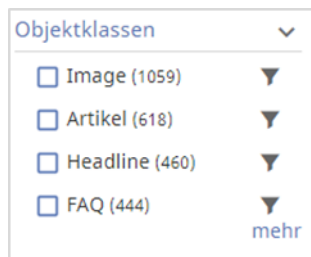 Objektklassen
Image (1059)
Artikel (618)
Headline (460)
FAQ (444)
mehr